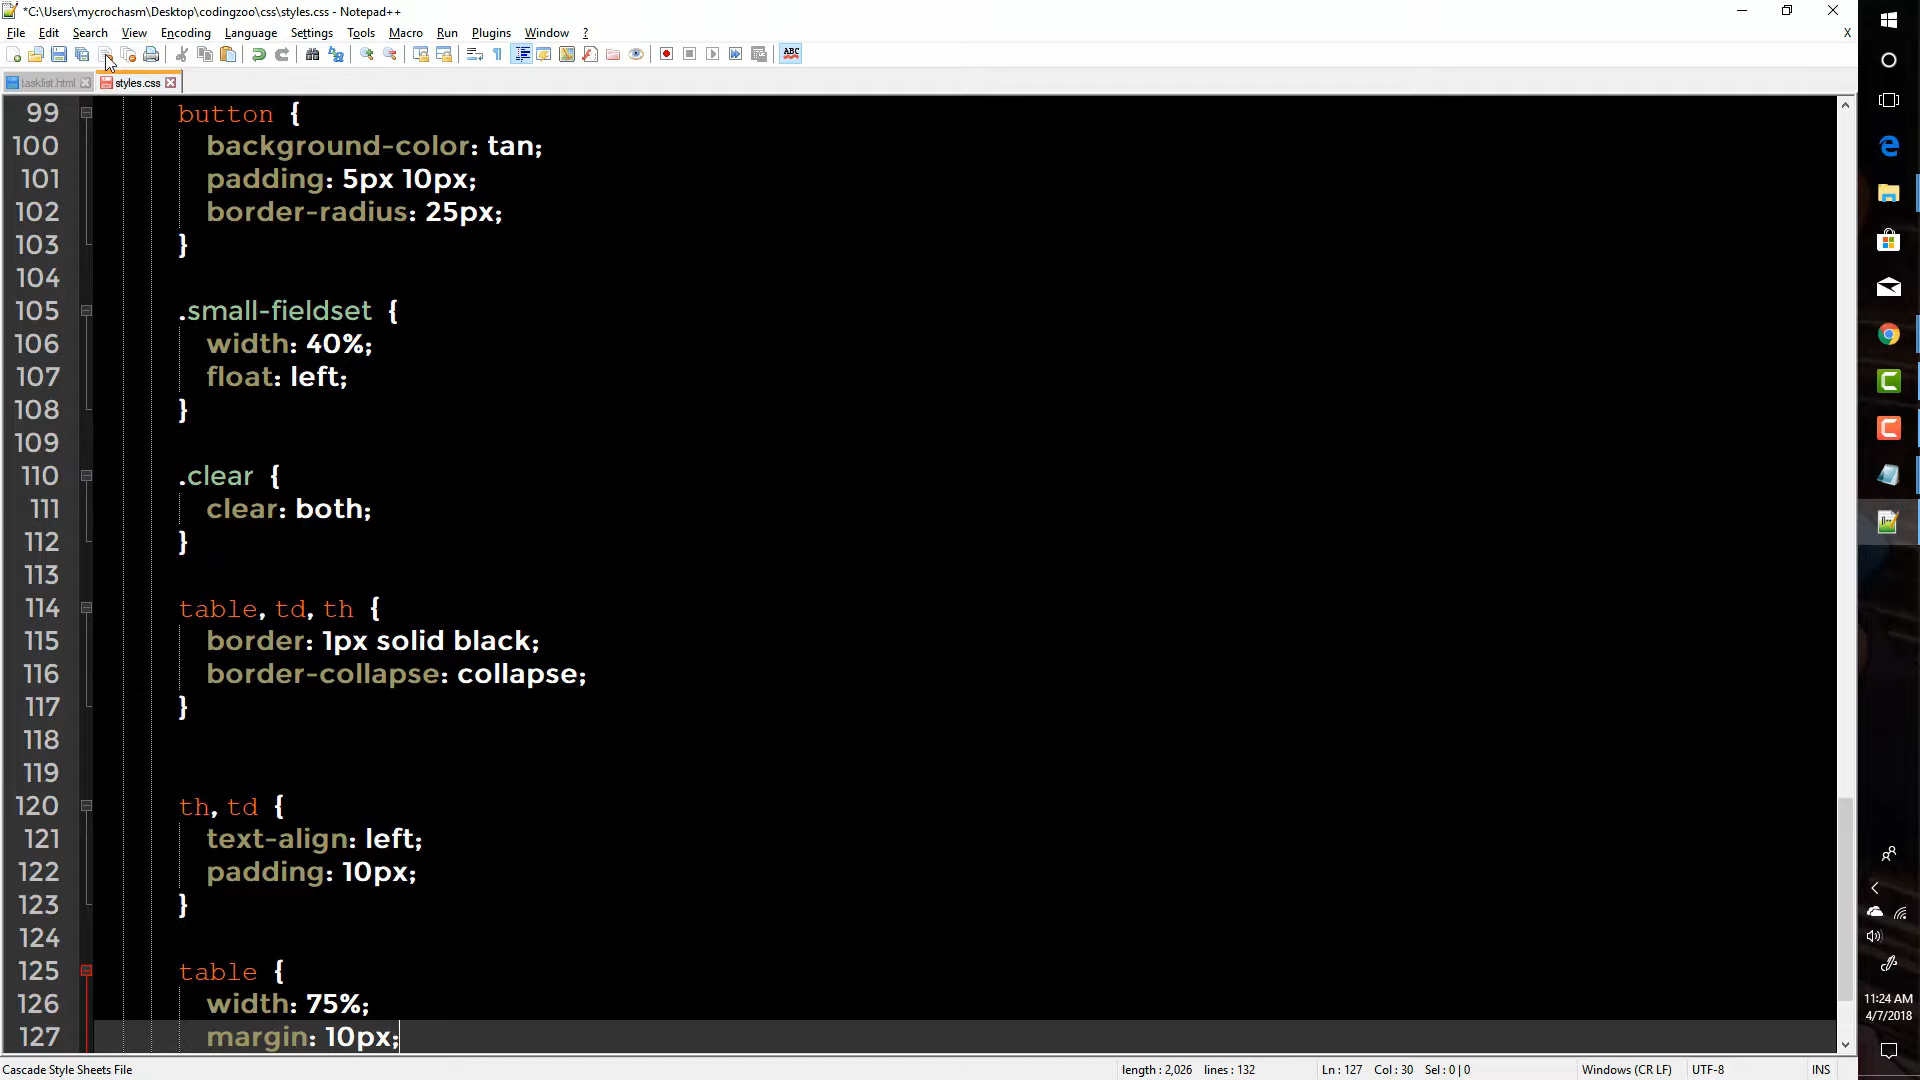 *C:\Users\mycrochasm\Desktop\codingzoo\css\styles.css - Notepad++
File Edit Search View Encoding Language Settings Tools Macro Run Plugins Window ? X
ABC
tasklist.html styles.css
99 button {
100 background-color: tan;
101 padding: 5px 10px;
102 border-radius: 25px;
103 }
104
105 .small-fieldset {
106 width: 40%;
107 float: left;
108 }
109
110 .clear {
111 clear: both;
112 }
113
114 table, td, th {
115 border: 1px solid black;
116 border-collapse: collapse;
117 }
118
119
120 th, td {
121 text-align: left;
122 padding: 10px;
123 }
124
125 table {
126 width: 75%;
127 margin: 10px;
Cascade Style Sheets File length : 2,026 lines : 132 Ln : 127 Col : 30 Sel : 0 | 0 Windows (CR LF) UTF-8 INS
11:24 AM
4/7/2018